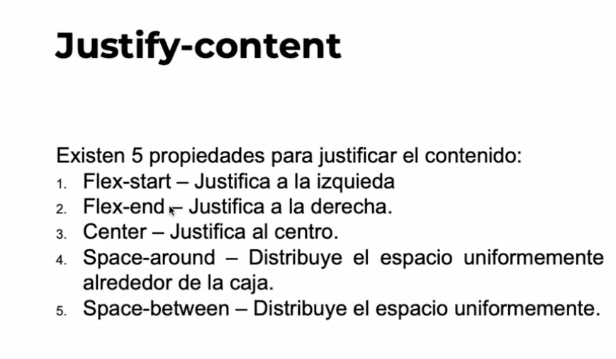 Justify-content
Existen 5 propiedades para justificar el contenido:
1. Flex-start – Justifica a la izquieda
2. Flex-end – Justifica a la derecha.
3. Center – Justifica al centro.
4. Space-around – Distribuye el espacio uniformemente
alrededor de la caja.
5. Space-between – Distribuye el espacio uniformemente.